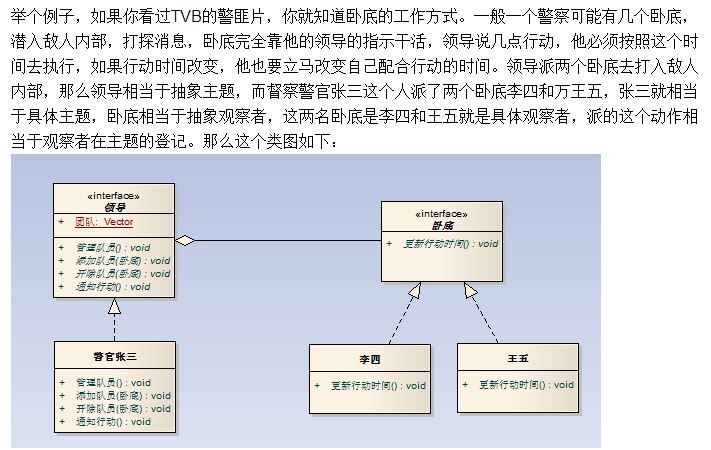 举个例子，如果你看过TVB的警匪片，你就知道卧底的工作方式。一般一个警察可能有几个卧底，
潜入敌人内部，打探消息，卧底完全靠他的领导的指示干活，领导说几点行动，他必须按照这个时
间去执行，如果行动时间改变，他也要立马改变自己配合行动的时间。领导派两个卧底去打入敌人
内部，那么领导相当于抽象主题，而督察警官张三这个人派了两个卧底李四和万王五，张三就相当
于具体主题，卧底相当于抽象观察者，这两名卧底是李四和王五就是具体观察者，派的这个动作相
当于观察者在主题的登记。那么这个类图如下：
«interface»
领导
+ 团队: Vector
+ 管理队员() : void
+ 添加队员(卧底) : void
+ 开除队员(卧底) : void
+ 通知行动() : void
«interface»
卧底
+ 更新行动时间() : void
警官张三
+ 管理队员() : void
+ 添加队员(卧底) : void
+ 开除队员(卧底) : void
+ 通知行动() : void
李四
+ 更新行动时间() : void
王五
+ 更新行动时间() : void